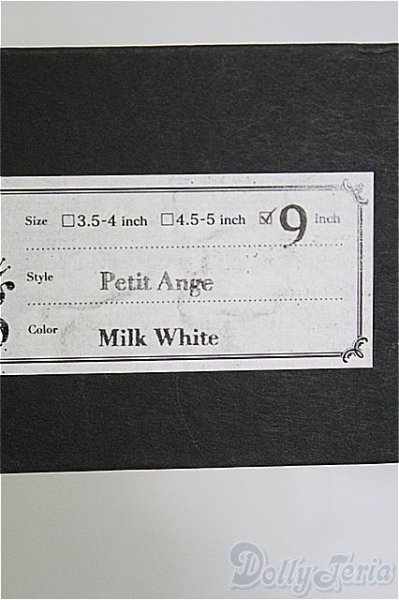 Size ☐3.5-4 inch ☐4.5-5 inch ☑9 inch
Style Petit Ange
Color Milk White
DollyTeria